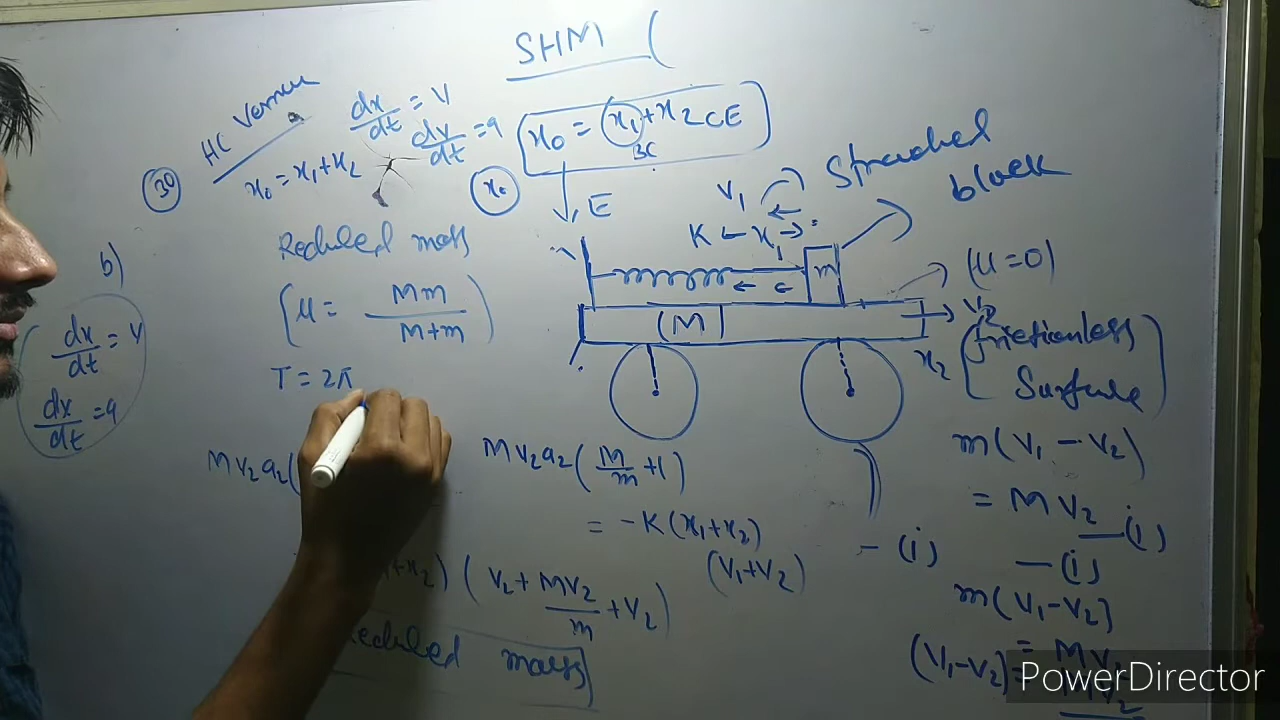 SHM (
HC Verma
30
x₀ = x₁+x₂
dx/dt = v
dv/dt = a
x₀ = x₁+x₂ CE
x₀
E
Strached
block
v₁
K ← x₁ →
m
(M)
(μ=0)
v₂
x₂
(frictionless
Surface)
Reduced mass
(μ = Mm/M+m)
T = 2π
b)
dx/dt = v
dx/dt = a
Mv₂a₂(
Mv₂a₂(M/m + 1)
= -K(x₁+x₂)
(v₁+v₂)
+x₂) (v₂ + Mv₂/m + v₂)
Reduced mass
m(v₁ - v₂)
= Mv₂ —(i)
- (i)
—(i)
m(v₁-v₂)
(v₁-v₂) =
PowerDirector